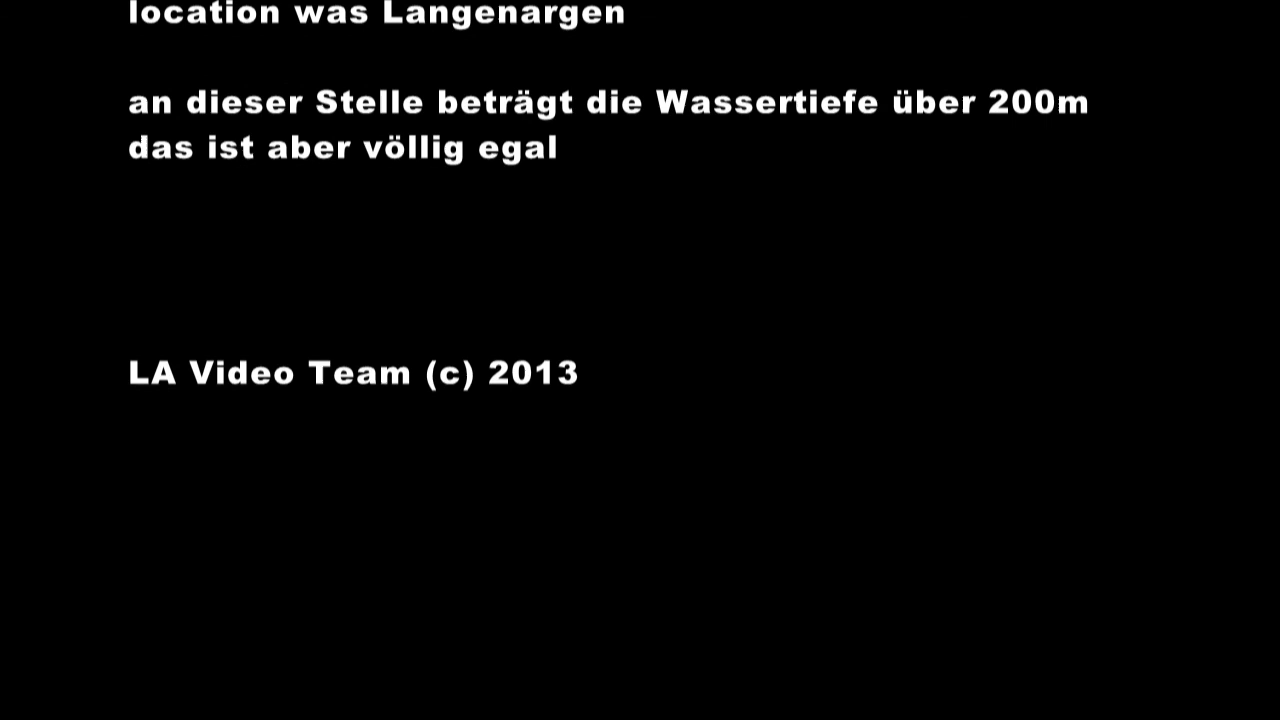 location was Langenargen
an dieser Stelle beträgt die Wassertiefe über 200m
das ist aber völlig egal
LA Video Team (c) 2013